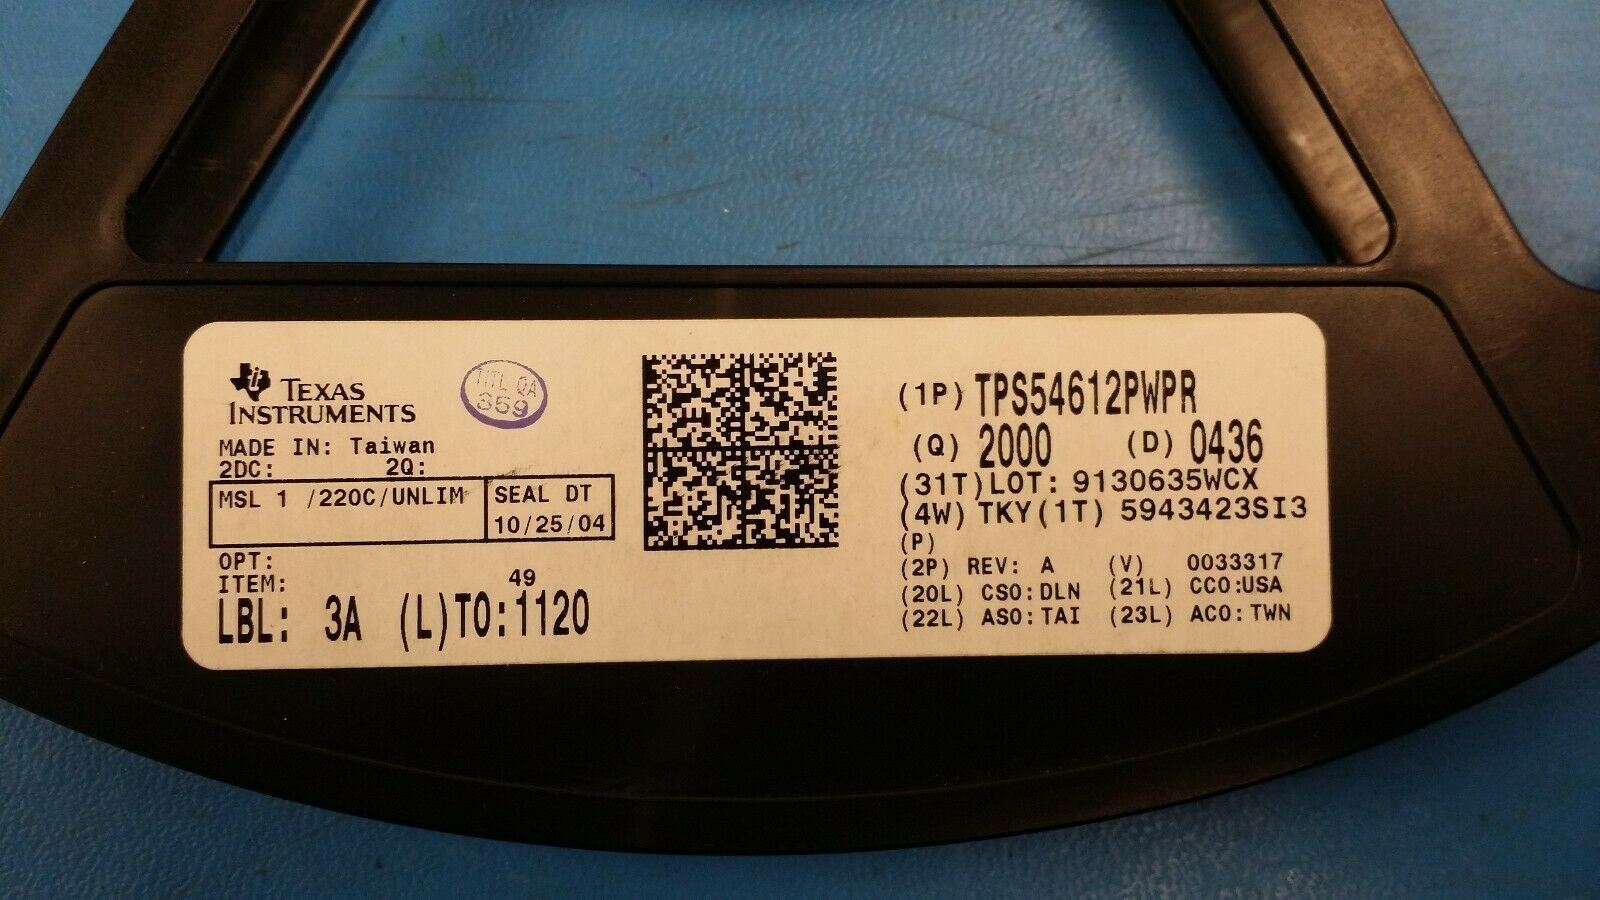 TEXAS
INSTRUMENTS
TITL QA
359
MADE IN: Taiwan
2DC: 2Q:
MSL 1 /220C/UNLIM
SEAL DT
10/25/04
OPT:
ITEM:
49
LBL: 3A (L)TO:1120
(1P) TPS54612PWPR
(Q) 2000 (D) 0436
(31T)LOT: 9130635WCX
(4W) TKY(1T) 5943423SI3
(P)
(2P) REV: A (V) 0033317
(20L) CSO:DLN (21L) CCO:USA
(22L) ASO:TAI (23L) ACO:TWN